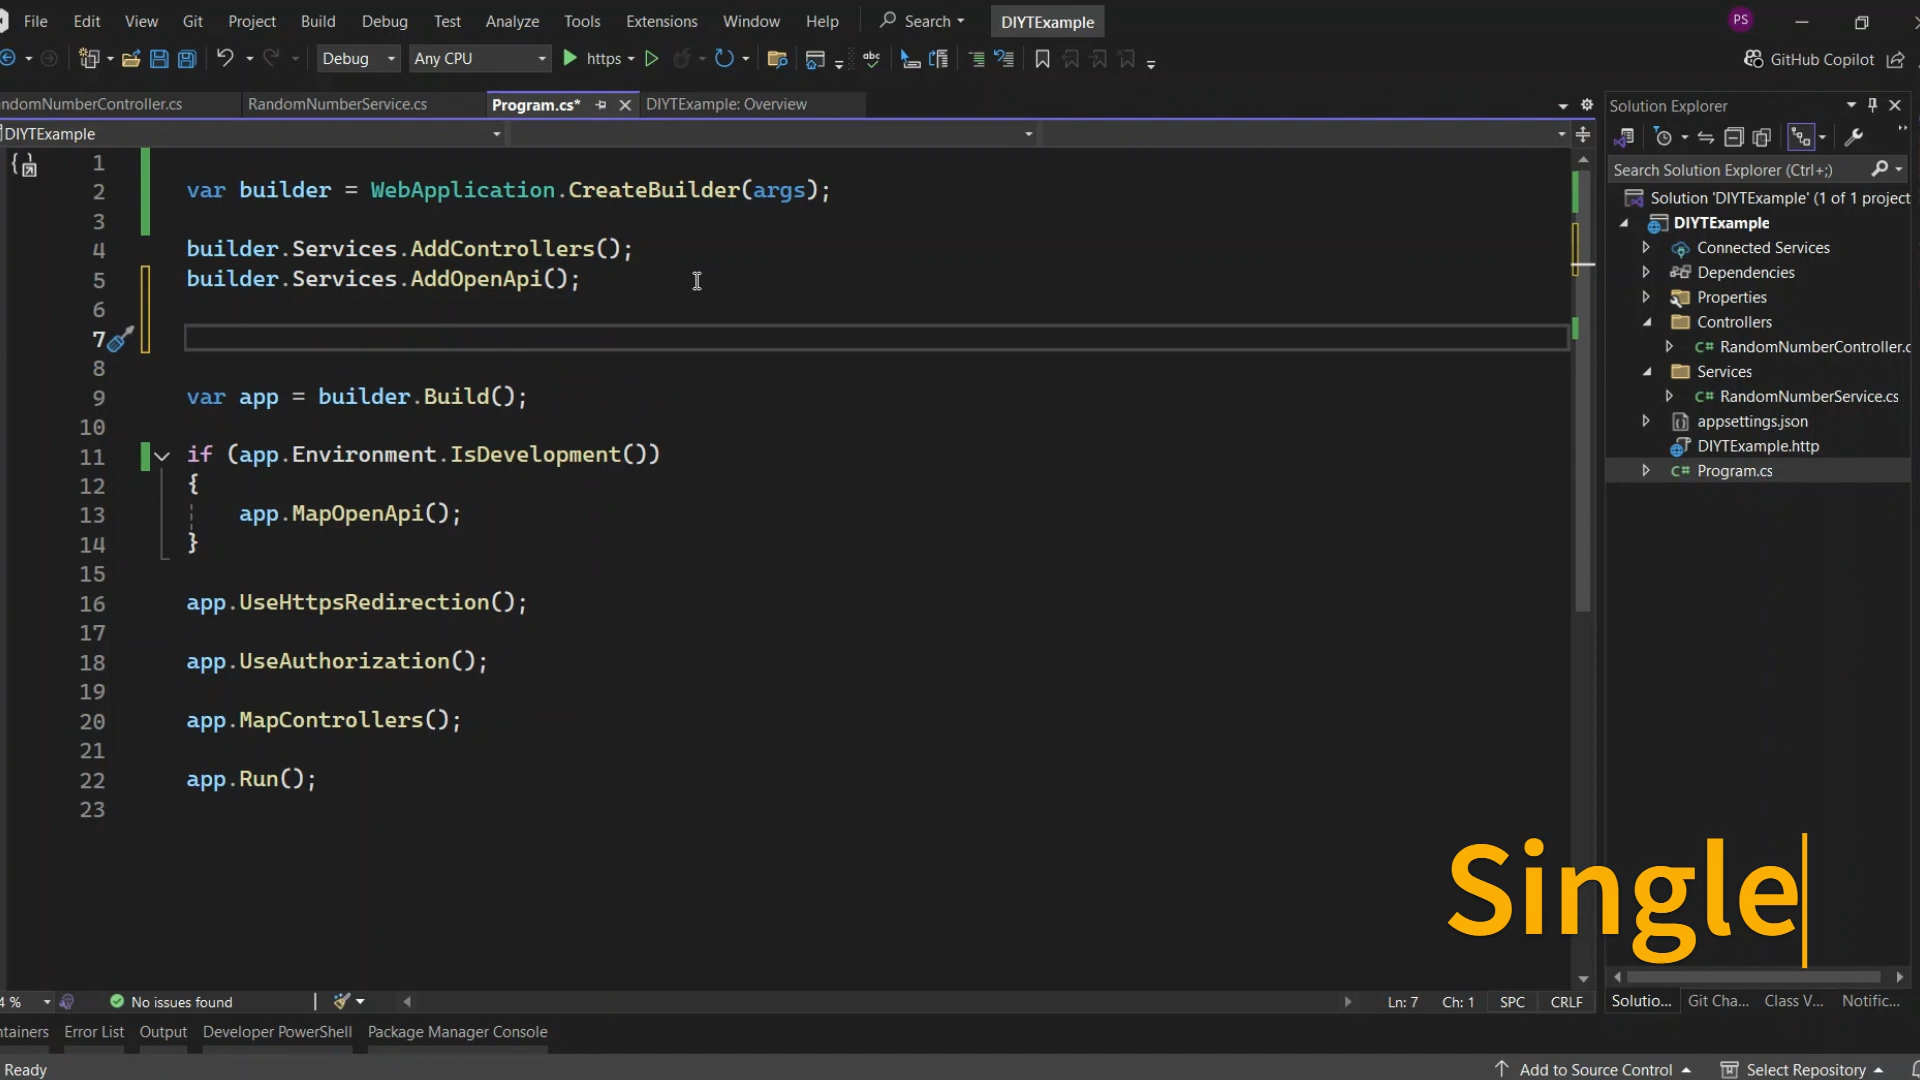 File Edit View Git Project Build Debug Test Analyze Tools Extensions Window Help Search DIYTExample PS
Debug Any CPU https GitHub Copilot
ndomNumberController.cs RandomNumberService.cs Program.cs* DIYTExample: Overview
DIYTExample
1
2 var builder = WebApplication.CreateBuilder(args);
3
4 builder.Services.AddControllers();
5 builder.Services.AddOpenApi();
6
7
8
9 var app = builder.Build();
10
11 if (app.Environment.IsDevelopment())
12 {
13 app.MapOpenApi();
14 }
15
16 app.UseHttpsRedirection();
17
18 app.UseAuthorization();
19
20 app.MapControllers();
21
22 app.Run();
23
Single
Solution Explorer
Search Solution Explorer (Ctrl+;)
Solution 'DIYTExample' (1 of 1 project
DIYTExample
Connected Services
Dependencies
Properties
Controllers
C# RandomNumberController.c
Services
C# RandomNumberService.cs
appsettings.json
DIYTExample.http
C# Program.cs
4 % No issues found Ln: 7 Ch: 1 SPC CRLF
Solutio... Git Cha... Class V... Notific...
ntainers Error List Output Developer PowerShell Package Manager Console
Ready Add to Source Control Select Repository